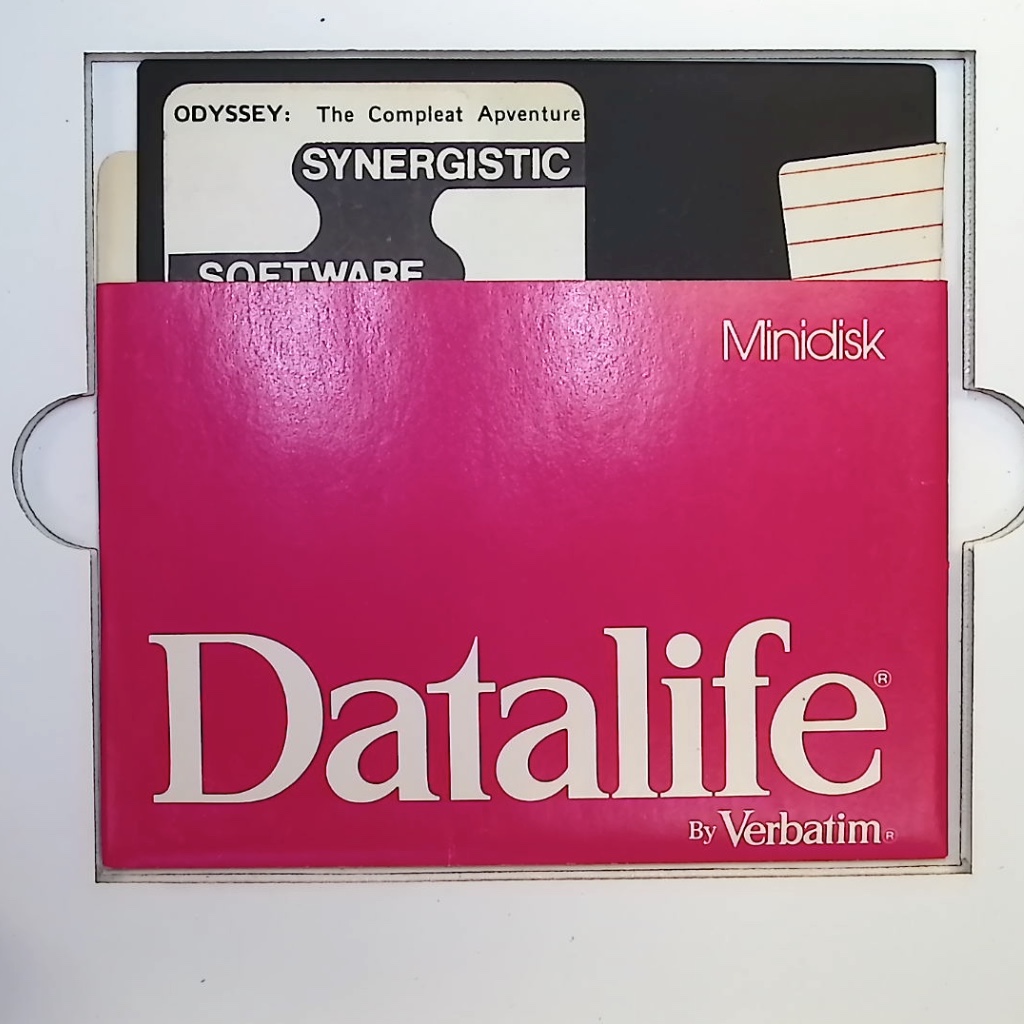 ODYSSEY: The Compleat Apventure
SYNERGISTIC
SOFTWARE
Minidisk
Datalife®
By Verbatim®